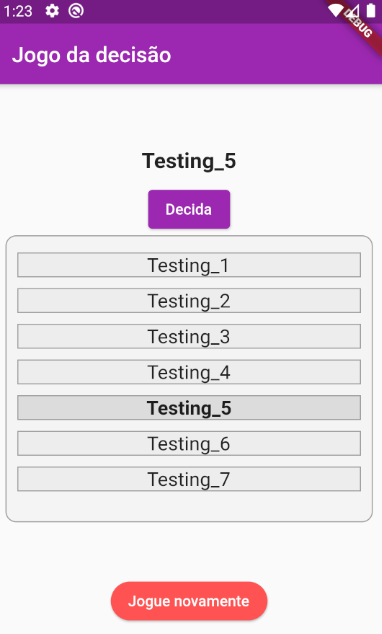 1:23
DEBUG
Jogo da decisão
Testing_5
Decida
Testing_1
Testing_2
Testing_3
Testing_4
Testing_5
Testing_6
Testing_7
Jogue novamente